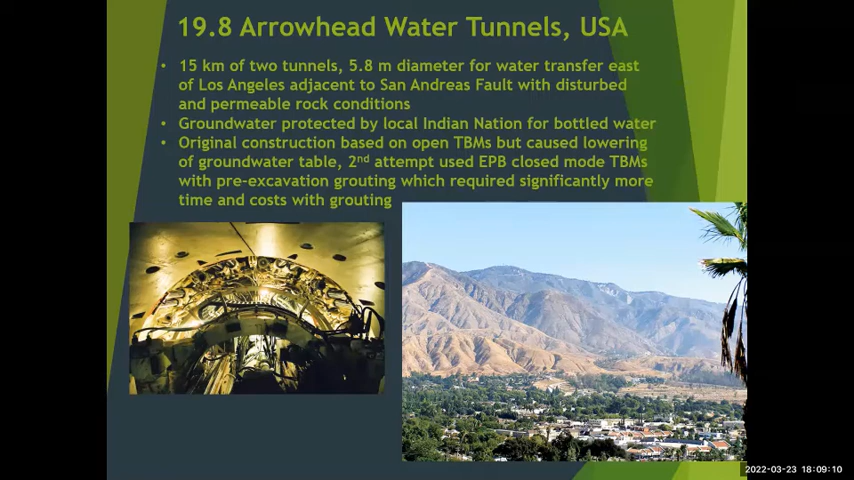 19.8 Arrowhead Water Tunnels, USA
• 15 km of two tunnels, 5.8 m diameter for water transfer east
of Los Angeles adjacent to San Andreas Fault with disturbed
and permeable rock conditions
• Groundwater protected by local Indian Nation for bottled water
• Original construction based on open TBMs but caused lowering
of groundwater table, 2nd attempt used EPB closed mode TBMs
with pre-excavation grouting which required significantly more
time and costs with grouting
2022-03-23 18:09:10